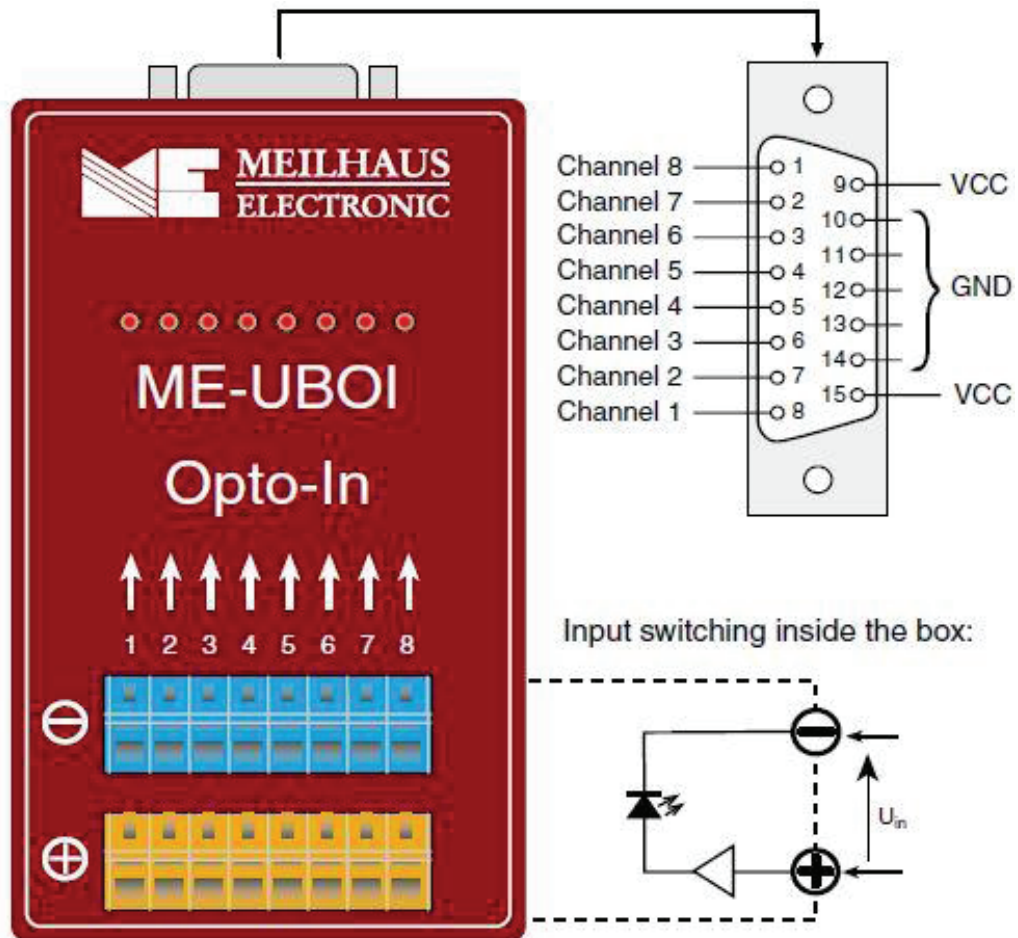 MEILHAUS
ELECTRONIC
ME-UBOI
Opto-In
1 2 3 4 5 6 7 8
Channel 8 1
Channel 7 2
Channel 6 3
Channel 5 4
Channel 4 5
Channel 3 6
Channel 2 7
Channel 1 8
9 VCC
10
11
12 GND
13
14
15 VCC
Input switching inside the box:
Uin